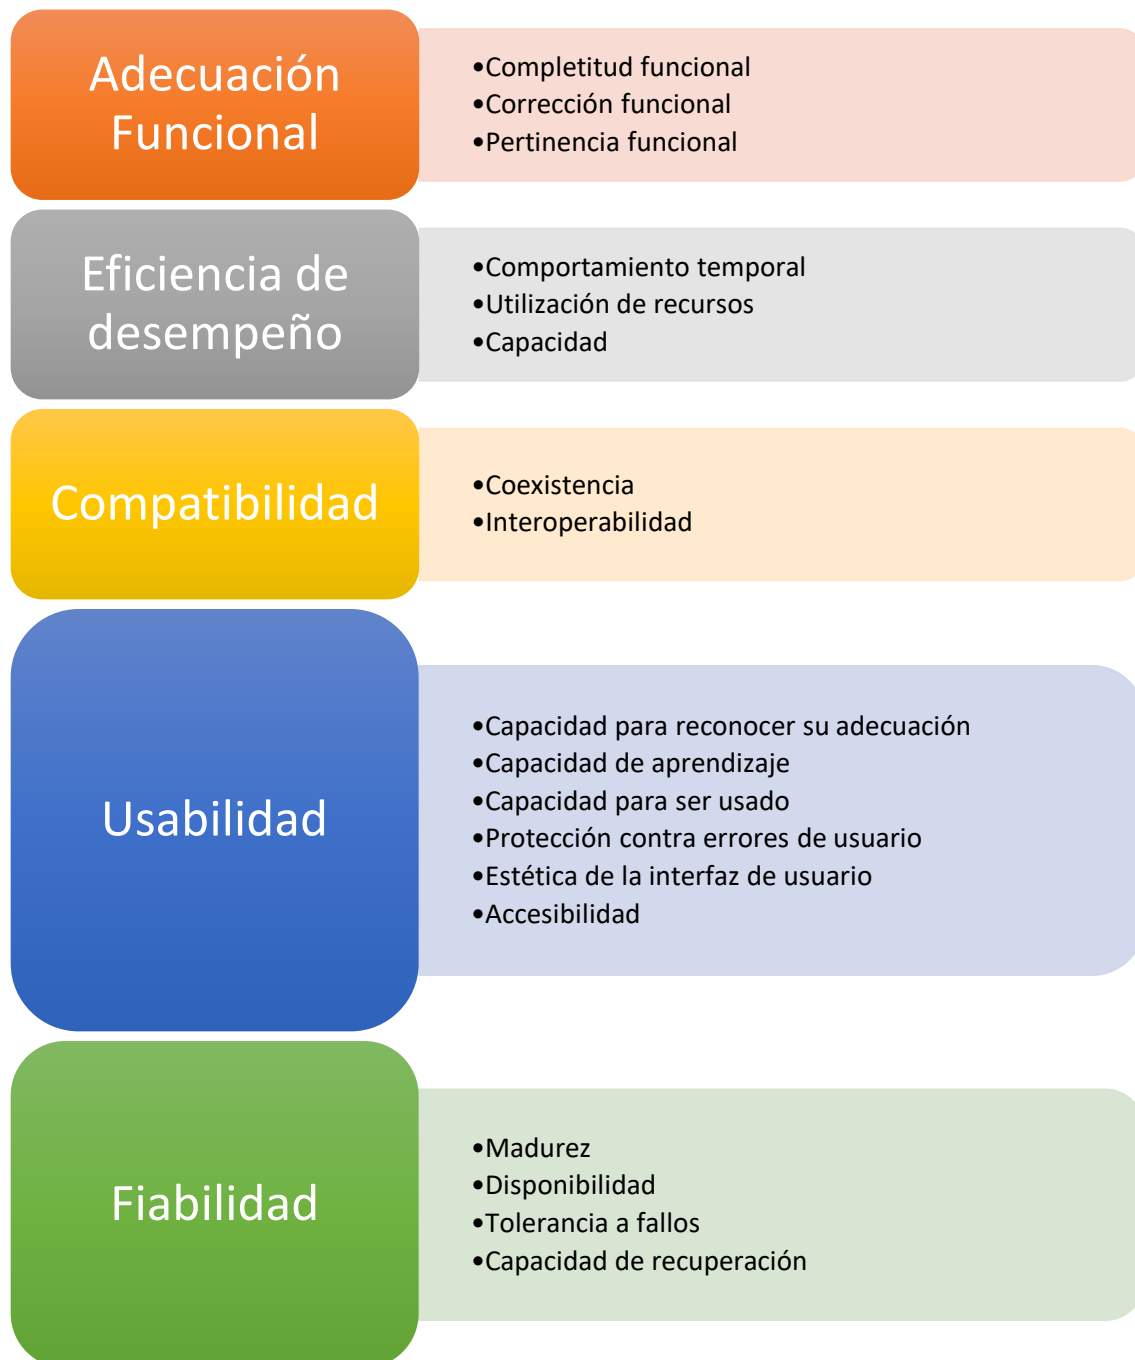 Adecuación
Funcional
•Completitud funcional
•Corrección funcional
•Pertinencia funcional
Eficiencia de
desempeño
•Comportamiento temporal
•Utilización de recursos
•Capacidad
Compatibilidad
•Coexistencia
•Interoperabilidad
Usabilidad
•Capacidad para reconocer su adecuación
•Capacidad de aprendizaje
•Capacidad para ser usado
•Protección contra errores de usuario
•Estética de la interfaz de usuario
•Accesibilidad
Fiabilidad
•Madurez
•Disponibilidad
•Tolerancia a fallos
•Capacidad de recuperación